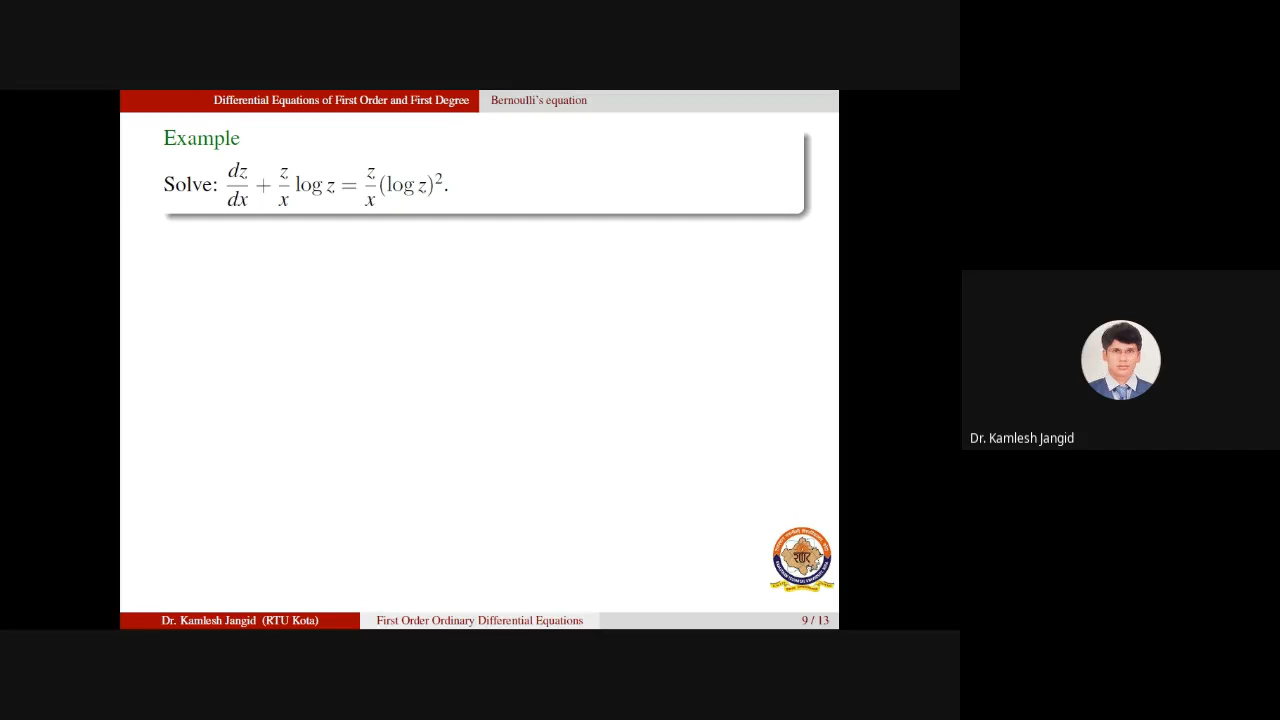 Differential Equations of First Order and First Degree Bernoulli's equation
Example
Solve: dz/dx + z/x log z = z/x (log z)².
Dr. Kamlesh Jangid
शाप
Dr. Kamlesh Jangid (RTU Kota) First Order Ordinary Differential Equations 9 / 13